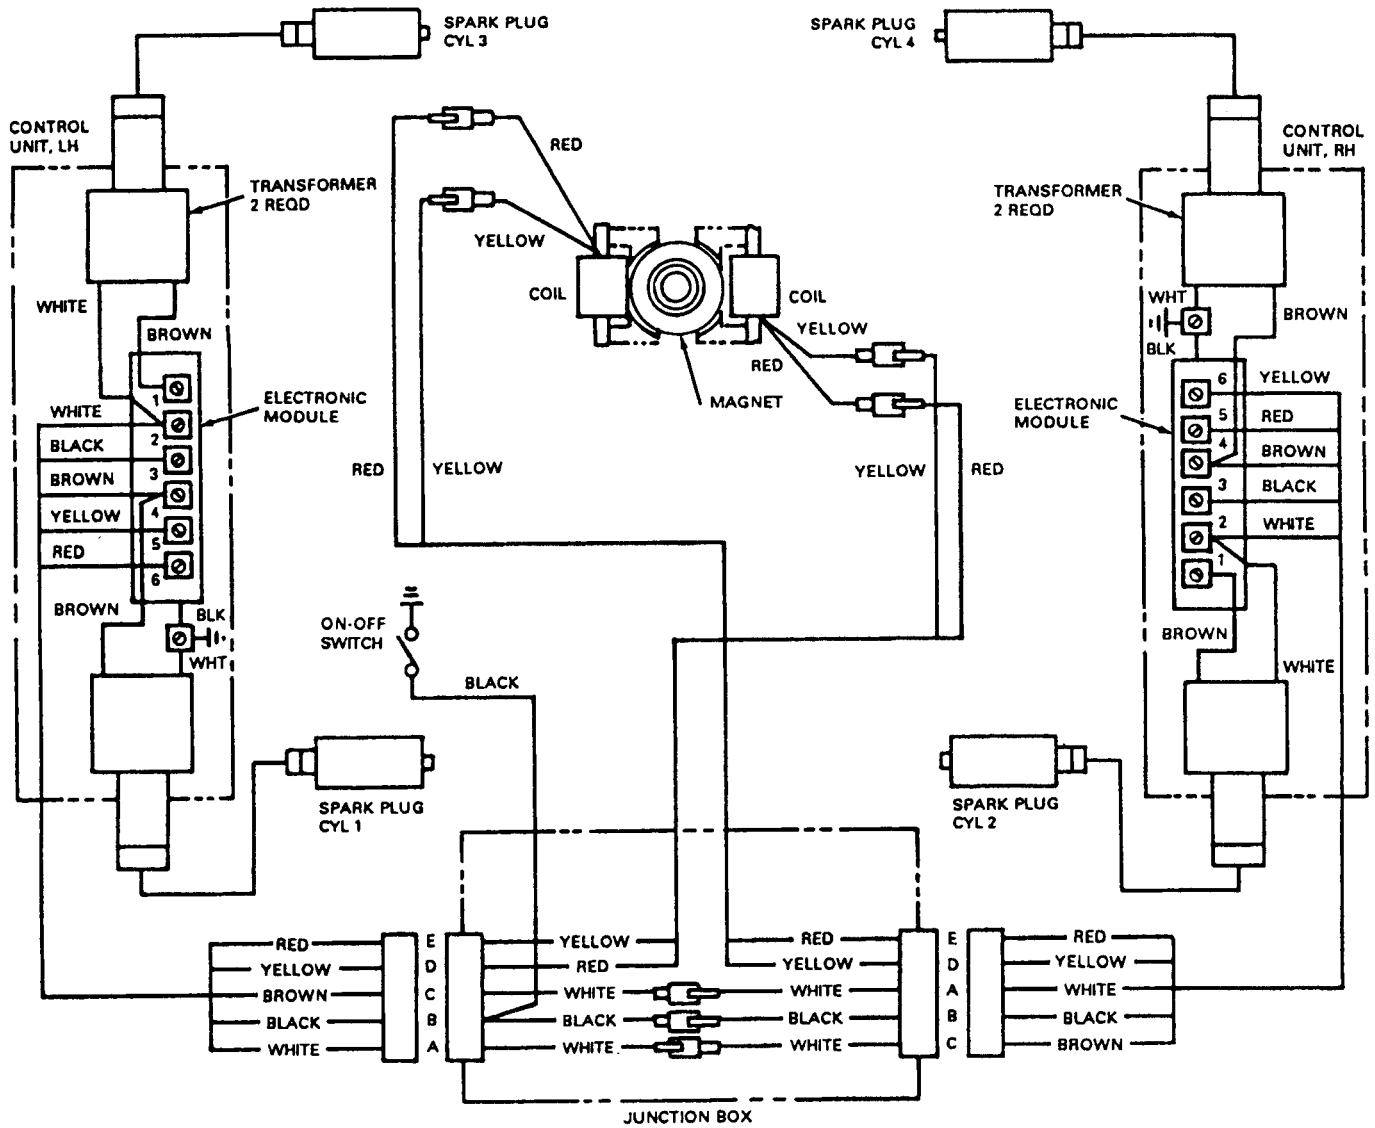 SPARK PLUG
CYL 3
SPARK PLUG
CYL 4
CONTROL
UNIT, LH
CONTROL
UNIT, RH
RED
TRANSFORMER
2 REQD
TRANSFORMER
2 REQD
YELLOW
COIL
COIL
WHITE
BROWN
WHT
BLK
BROWN
YELLOW
RED
MAGNET
ELECTRONIC
MODULE
ELECTRONIC
MODULE
1
WHITE
2
BLACK
3
BROWN
4
YELLOW
5
RED
6
6
YELLOW
5
RED
4
BROWN
3
BLACK
2
WHITE
1
RED
YELLOW
YELLOW
RED
BROWN
BLK
WHT
ON-OFF
SWITCH
BLACK
BROWN
WHITE
SPARK PLUG
CYL 1
SPARK PLUG
CYL 2
RED E YELLOW RED E RED
YELLOW D RED YELLOW D YELLOW
BROWN C WHITE WHITE A WHITE
BLACK B BLACK BLACK B BLACK
WHITE A WHITE. WHITE C BROWN
JUNCTION BOX